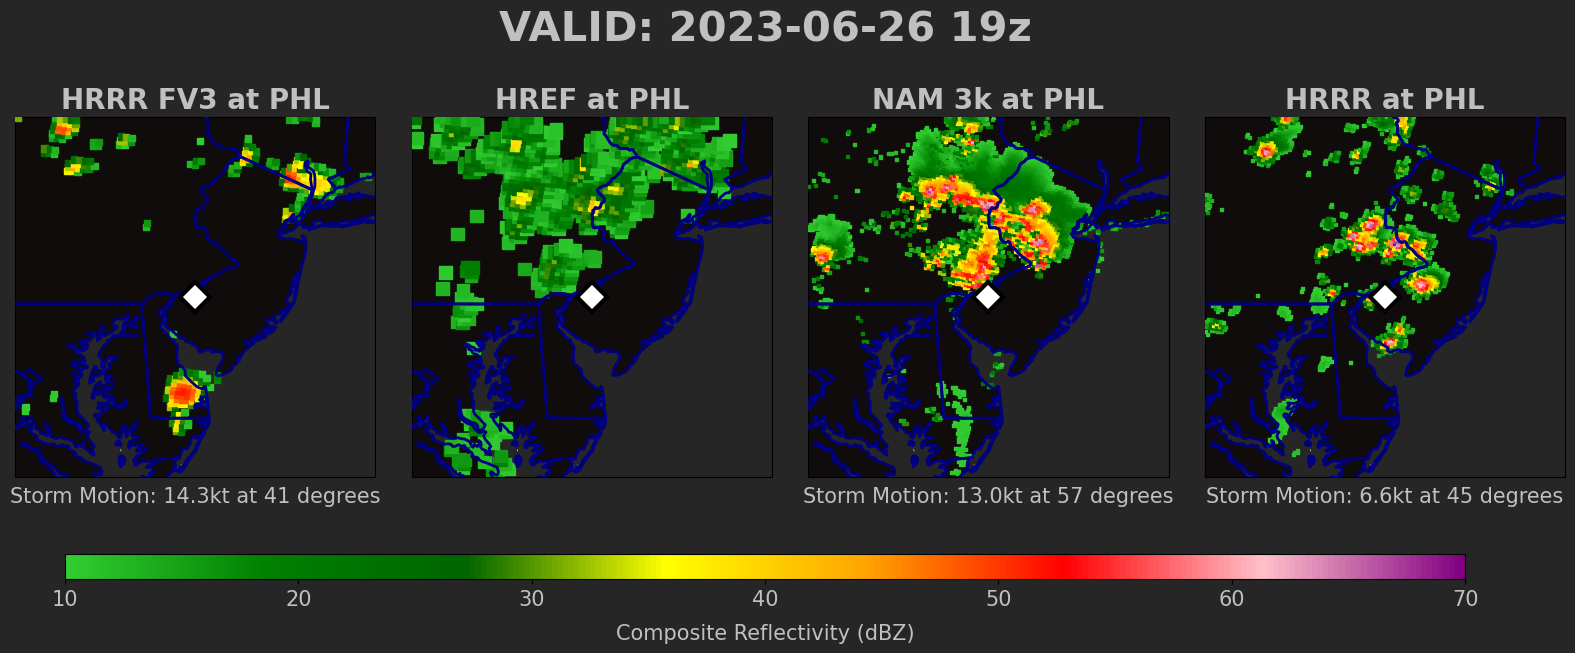 VALID: 2023-06-26 19z
HRRR FV3 at PHL
HREF at PHL
NAM 3k at PHL
HRRR at PHL
Storm Motion: 14.3kt at 41 degrees
Storm Motion: 13.0kt at 57 degrees
Storm Motion: 6.6kt at 45 degrees
10 20 30 40 50 60 70
Composite Reflectivity (dBZ)